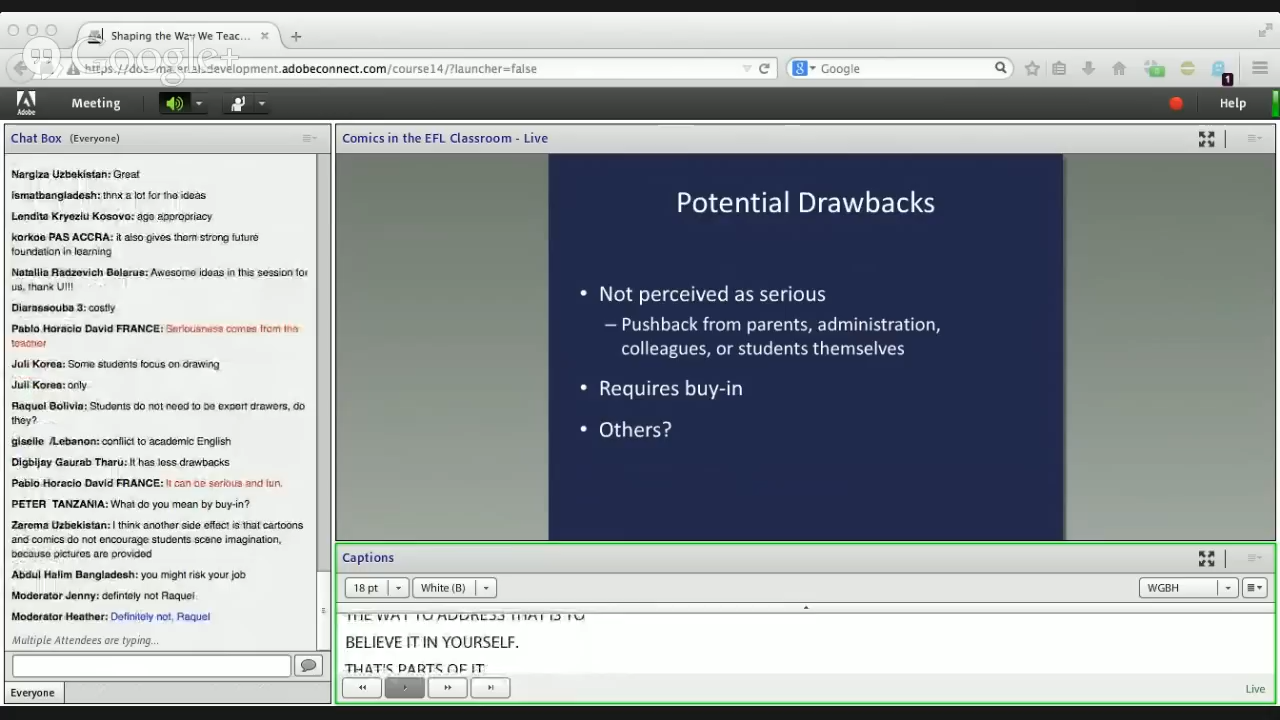 Shaping the Way We Teac...
Google+
adobeconnect.com/course14/?launcher=false
Google
1
Adobe
Meeting
Help
Chat Box (Everyone)
Nargiza Uzbekistan: Great
ismatbangladesh: thnx a lot for the ideas
Lendita Kryeziu Kosovo: age appropriacy
korkoe PAS ACCRA: it also gives them strong future
foundation in learning
Natallia Radzevich Belarus: Awesome ideas in this session for
us, thank U!!!
Diarassouba 3: costly
Pablo Horacio David FRANCE: Seriousness comes from the
teacher
Juli Korea: Some students focus on drawing
Juli Korea: only
Raquel Bolivia: Students do not need to be expert drawers, do
they?
giselle /Lebanon: conflict to academic English
Digbijay Gaurab Tharu: It has less drawbacks
Pablo Horacio David FRANCE: It can be serious and fun.
PETER TANZANIA: What do you mean by buy-in?
Zarema Uzbekistan: I think another side effect is that cartoons
and comics do not encourage students scene imagination,
because pictures are provided
Abdul Halim Bangladesh: you might risk your job
Moderator Jenny: defintely not Raquel
Moderator Heather: Definitely not, Raquel
Multiple Attendees are typing...
Everyone
Comics in the EFL Classroom - Live
Potential Drawbacks
• Not perceived as serious
– Pushback from parents, administration,
colleagues, or students themselves
• Requires buy-in
• Others?
Captions
18 pt
White (B)
WGBH
THE WAY TO ADDRESS THAT IS TO
BELIEVE IT IN YOURSELF.
THAT'S PARTS OF IT
Live